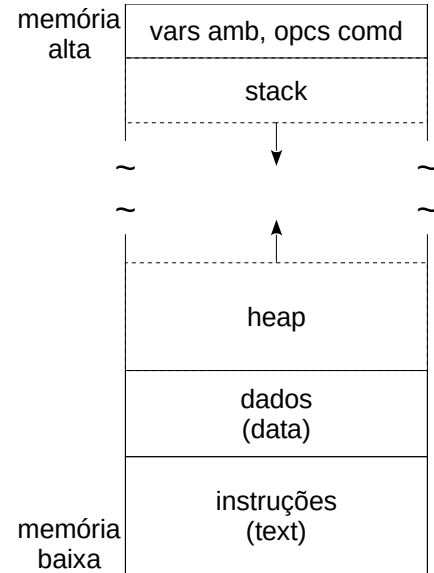 memória
alta
vars amb, opcs comd
stack
~ ~
~ ~
heap
dados
(data)
instruções
(text)
memória
baixa